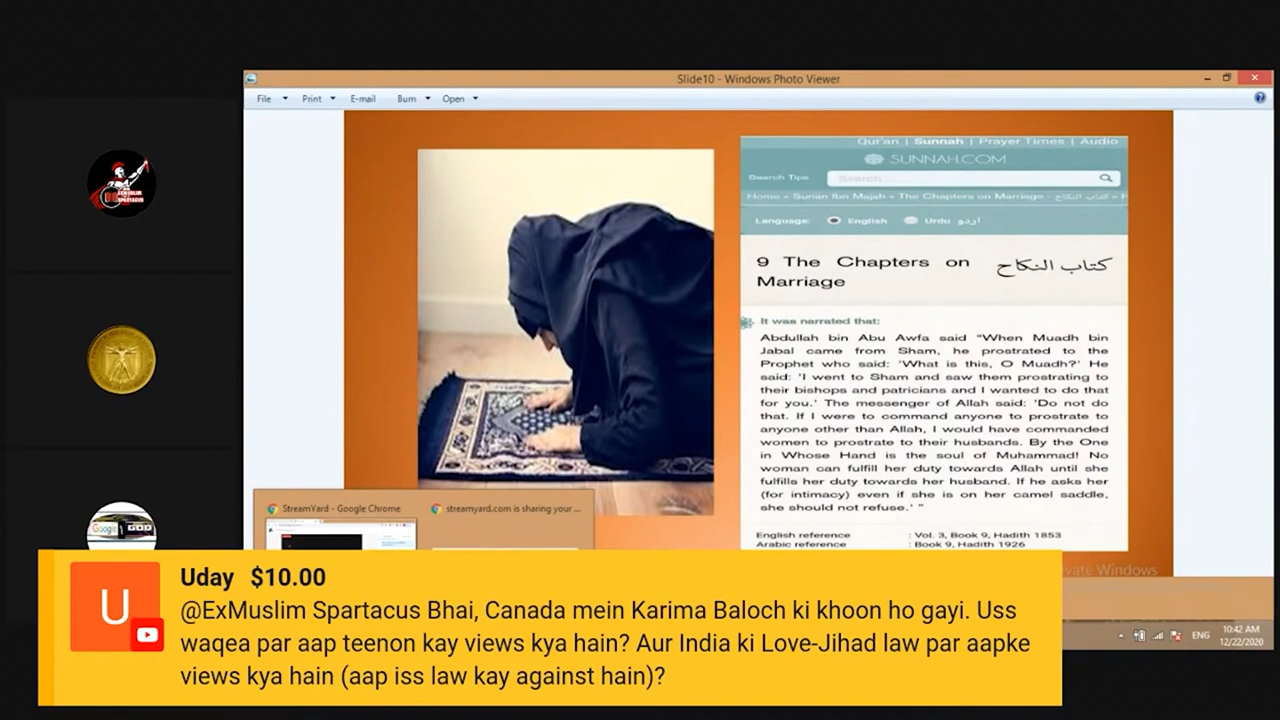 Slide10 - Windows Photo Viewer
File Print E-mail Burn Open
Qur'an | Sunnah | Prayer Times | Audio
SUNNAH.COM
Search Tips Search
Home » Sunan Ibn Majah » The Chapters on Marriage - كتاب النكاح » H
Language: English Urdu اردو
9 The Chapters on كتاب النكاح
Marriage
It was narrated that:
Abdullah bin Abu Awfa said "When Muadh bin
Jabal came from Sham, he prostrated to the
Prophet who said: 'What is this, O Muadh?' He
said: 'I went to Sham and saw them prostrating to
their bishops and patricians and I wanted to do that
for you.' The messenger of Allah said: 'Do not do
that. If I were to command anyone to prostrate to
anyone other than Allah, I would have commanded
women to prostrate to their husbands. By the One
in Whose Hand is the soul of Muhammad! No
woman can fulfill her duty towards Allah until she
fulfills her duty towards her husband. If he asks her
(for intimacy) even if she is on her camel saddle,
she should not refuse.' "
English reference : Vol. 3, Book 9, Hadith 1853
Arabic reference : Book 9, Hadith 1926
StreamYard - Google Chrome streamyard.com is sharing your ...
Google
vate Windows
ENG 10:42 AM
12/22/2020
U
Uday $10.00
@ExMuslim Spartacus Bhai, Canada mein Karima Baloch ki khoon ho gayi. Uss
waqea par aap teenon kay views kya hain? Aur India ki Love-Jihad law par aapke
views kya hain (aap iss law kay against hain)?